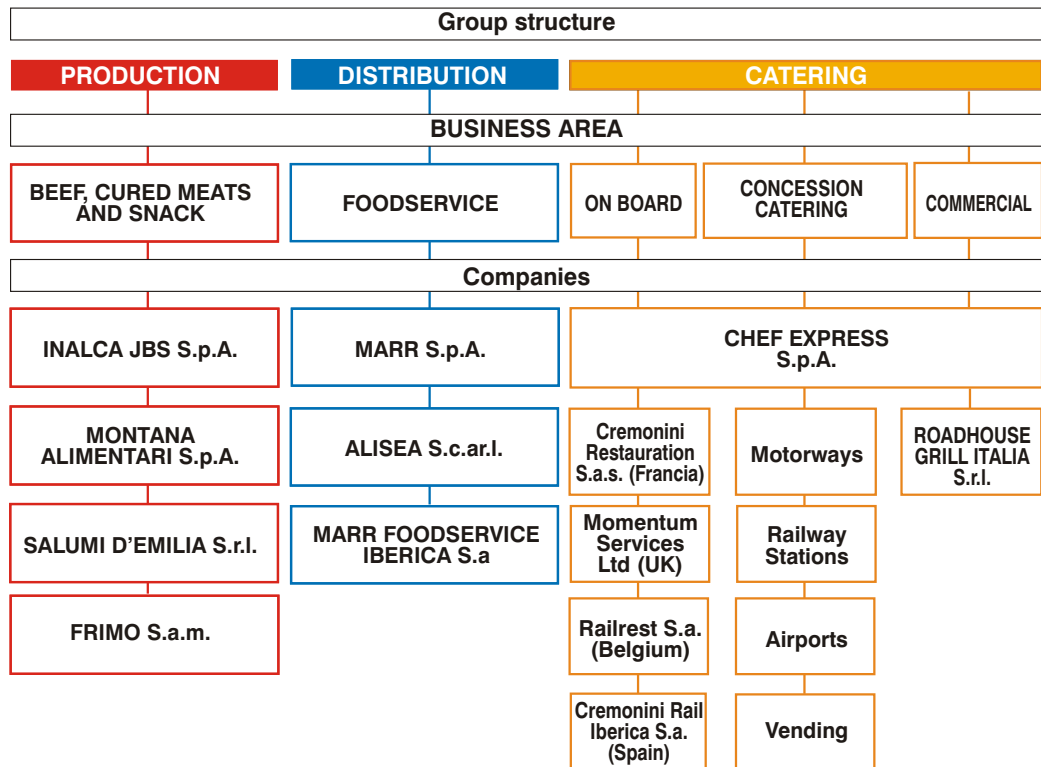 Group structure
PRODUCTION
DISTRIBUTION
CATERING
BUSINESS AREA
BEEF, CURED MEATS
AND SNACK
FOODSERVICE
ON BOARD
CONCESSION
CATERING
COMMERCIAL
Companies
INALCA JBS S.p.A.
MARR S.p.A.
CHEF EXPRESS
S.p.A.
MONTANA
ALIMENTARI S.p.A.
ALISEA S.c.ar.l.
Cremonini
Restauration
S.a.s. (Francia)
Motorways
ROADHOUSE
GRILL ITALIA
S.r.l.
SALUMI D'EMILIA S.r.l.
MARR FOODSERVICE
IBERICA S.a
Momentum
Services
Ltd (UK)
Railway
Stations
FRIMO S.a.m.
Railrest S.a.
(Belgium)
Airports
Cremonini Rail
Iberica S.a.
(Spain)
Vending